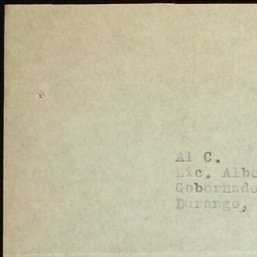 Al C.
Lic. Albe
Gobernado
Durango,